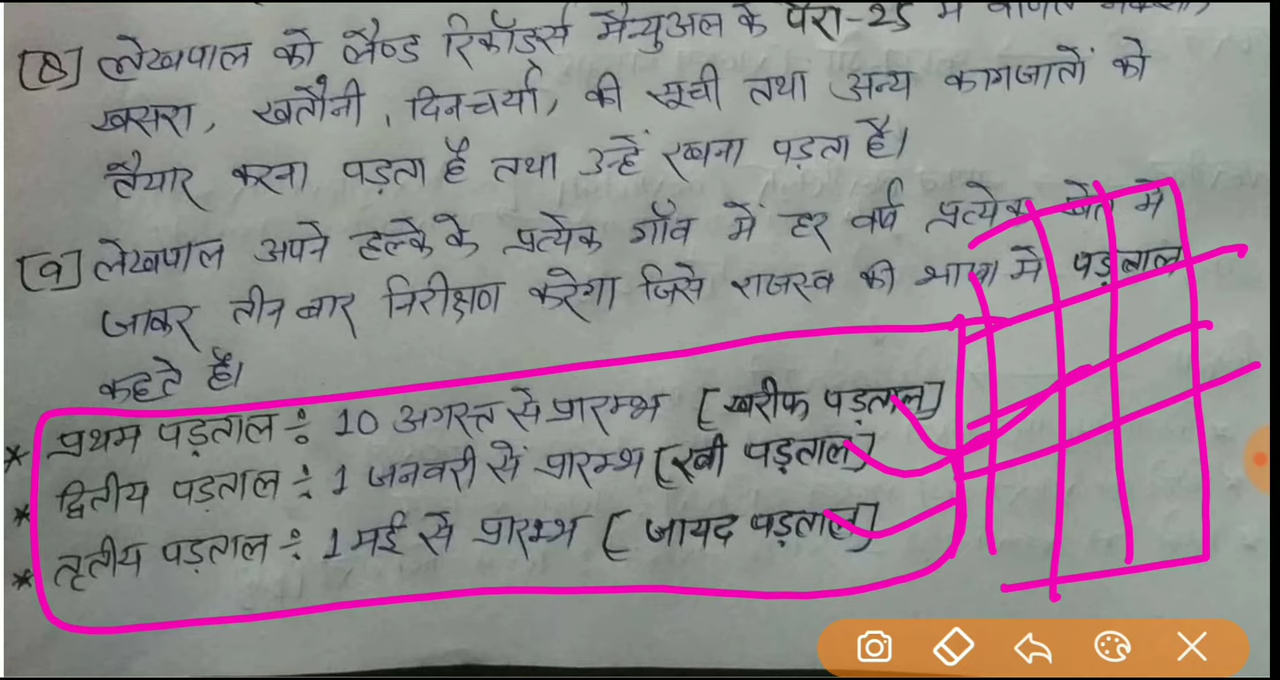 [8] लेखपाल को लैण्ड रिकॉर्ड्स मैन्युअल के पैरा-25 में
खसरा, खतौनी, दिनचर्या, की सूची तथा अन्य कागजातों को
तैयार करना पड़ता है तथा उन्हें रखना पड़ता है।
[9] लेखपाल अपने हल्के के प्रत्येक गाँव में हर वर्ष प्रत्येक खेत में
जाकर तीन बार निरीक्षण करेगा जिसे राजस्व की भाषा में पड़ताल
कहते हैं।
* प्रथम पड़ताल ÷ 10 अगस्त से प्रारम्भ [खरीफ पड़ताल]
* द्वितीय पड़ताल ÷ 1 जनवरी से प्रारम्भ [रबी पड़ताल]
* तृतीय पड़ताल ÷ 1 मई से प्रारम्भ [जायद पड़ताल]